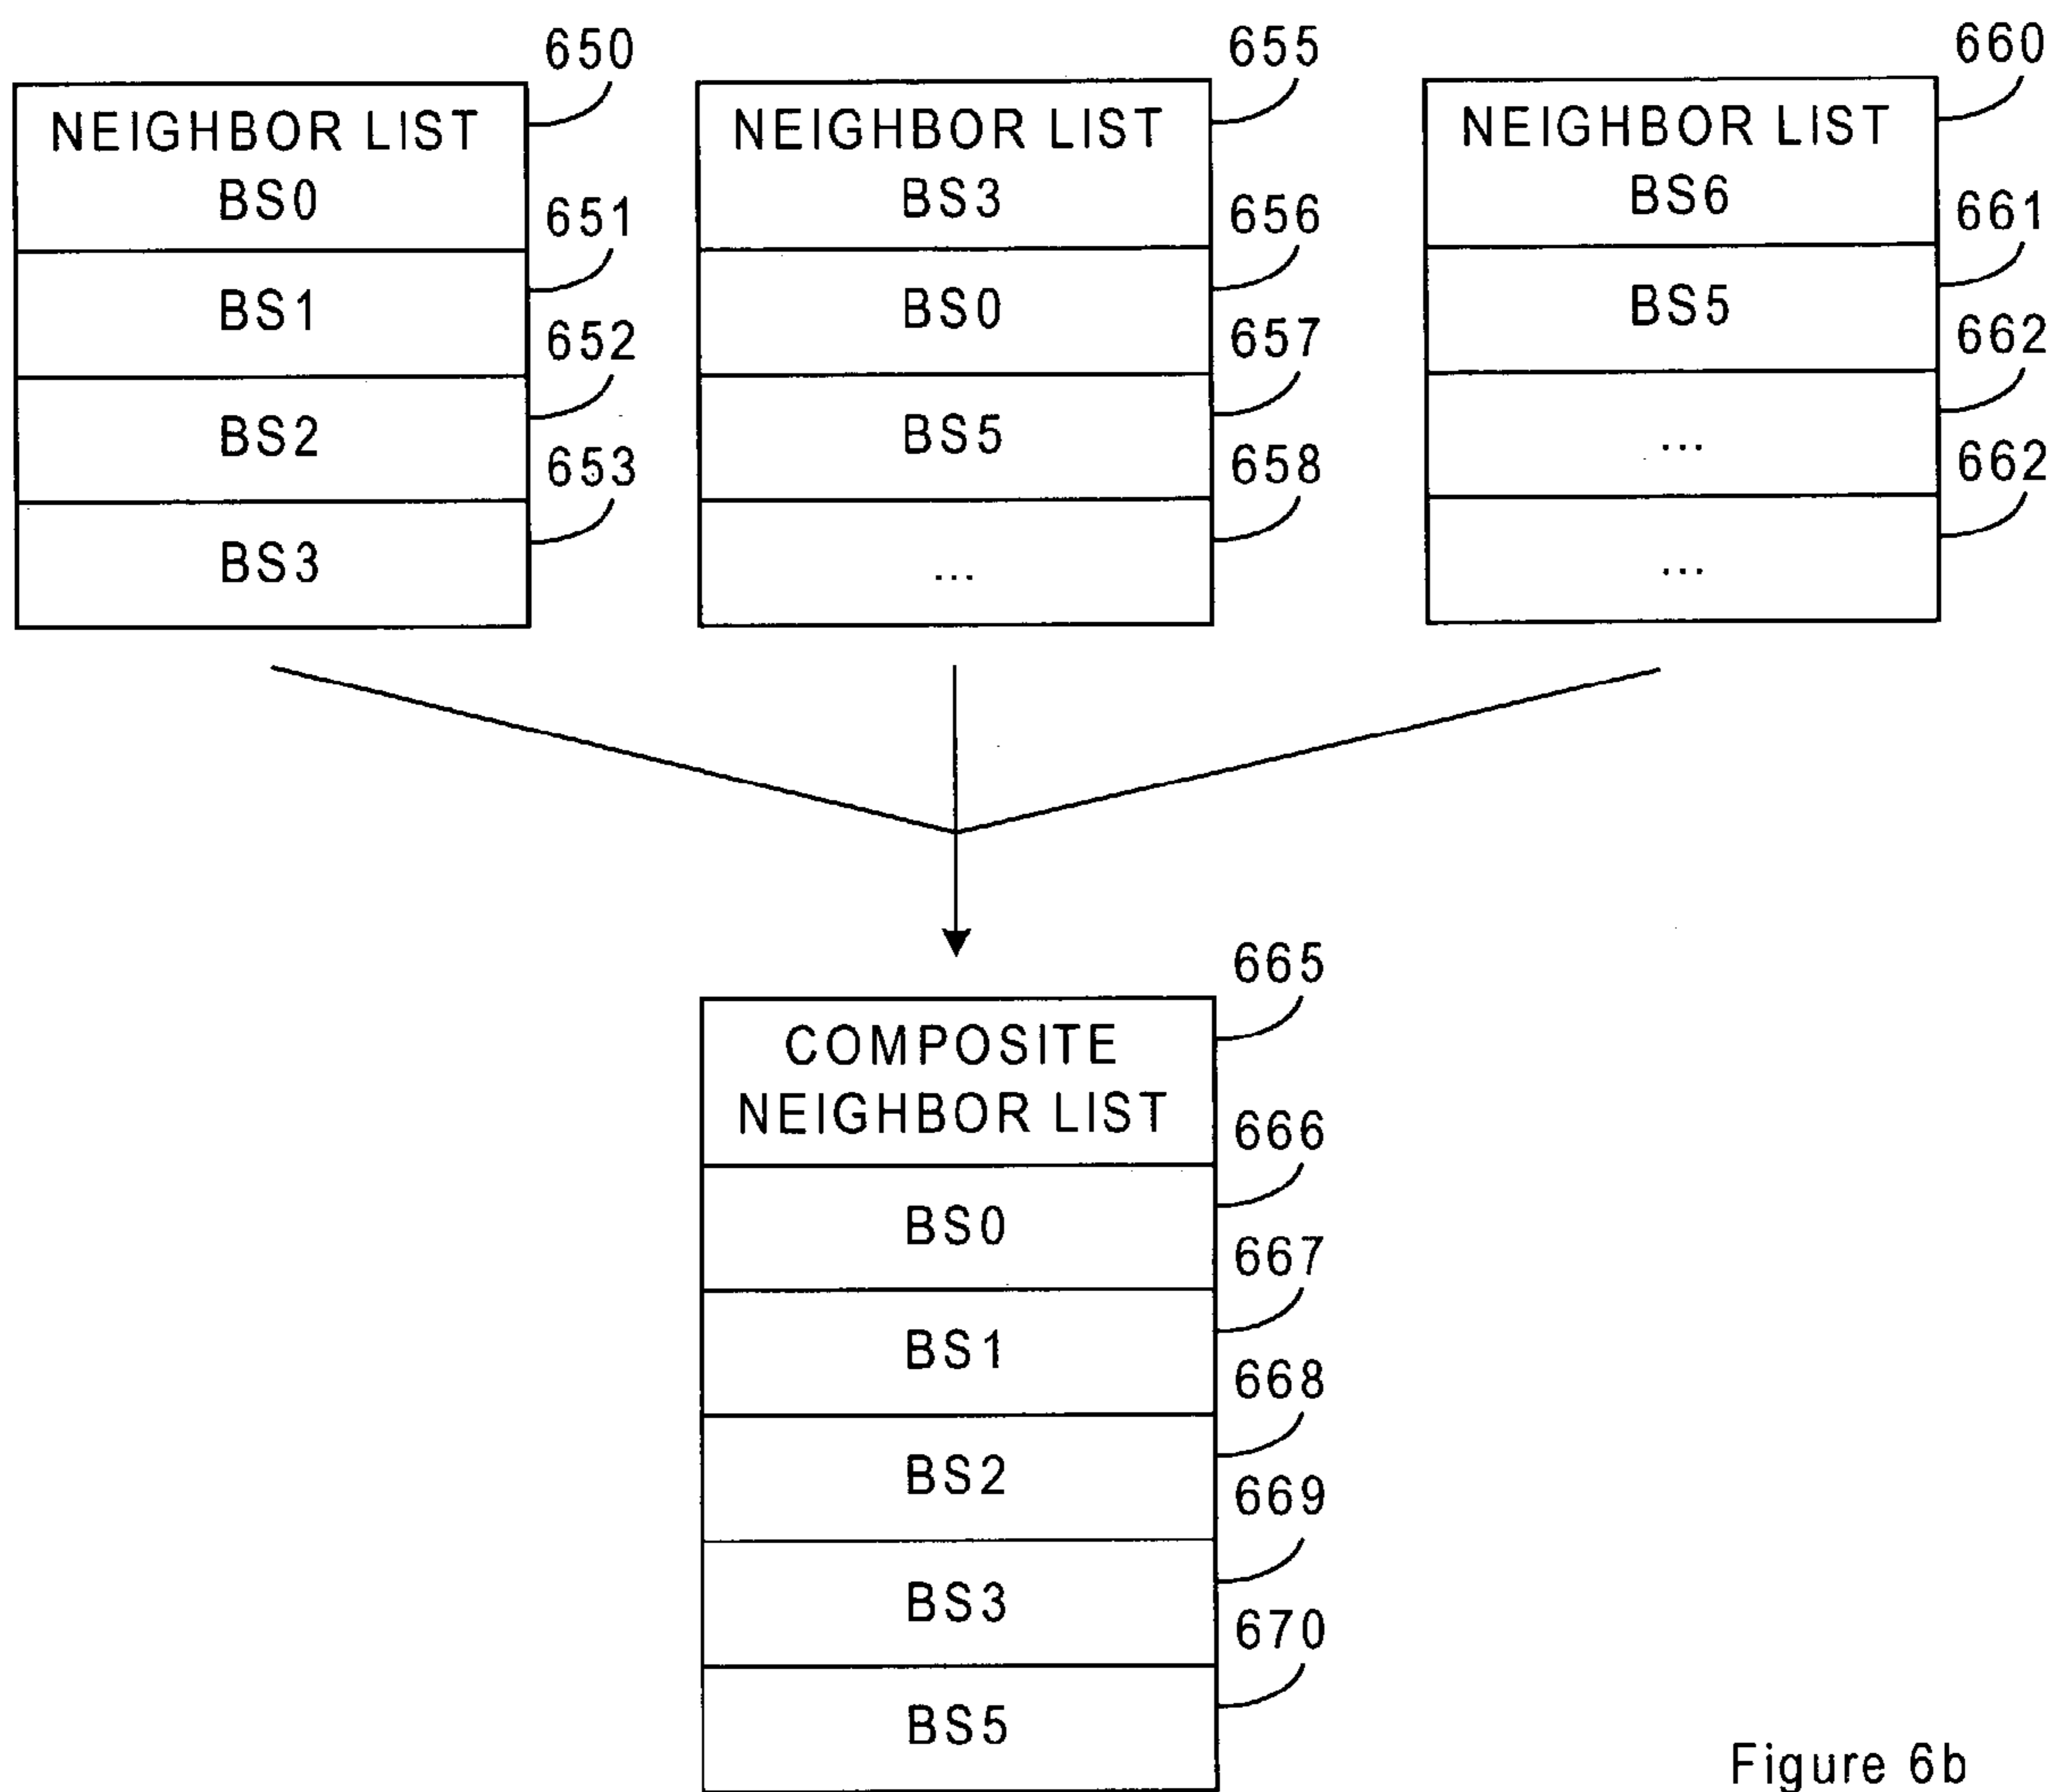 650
NEIGHBOR LIST
BS0
651
BS1
652
BS2
653
BS3
655
NEIGHBOR LIST
BS3
656
BS0
657
BS5
658
...
660
NEIGHBOR LIST
BS6
661
BS5
662
...
662
...
665
COMPOSITE
NEIGHBOR LIST
666
BS0
667
BS1
668
BS2
669
BS3
670
BS5
Figure 6b